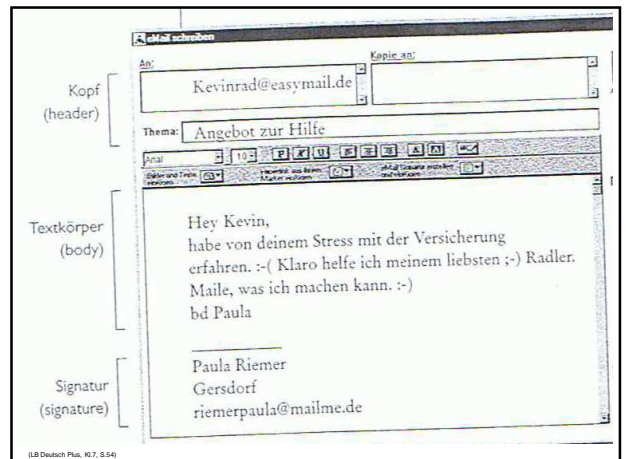 eMail schreiben
An:
Kopie an:
Kevinrad@easymail.de
Kopf
(header)
Thema: Angebot zur Hilfe
Arial 10 F K U
Textkörper
(body)
Hey Kevin,
habe von deinem Stress mit der Versicherung
erfahren. :-( Klaro helfe ich meinem liebsten ;-) Radler.
Maile, was ich machen kann. :-)
bd Paula
Signatur
(signature)
Paula Riemer
Gersdorf
riemerpaula@mailme.de
(LB Deutsch Plus, Kl.7, S.54)